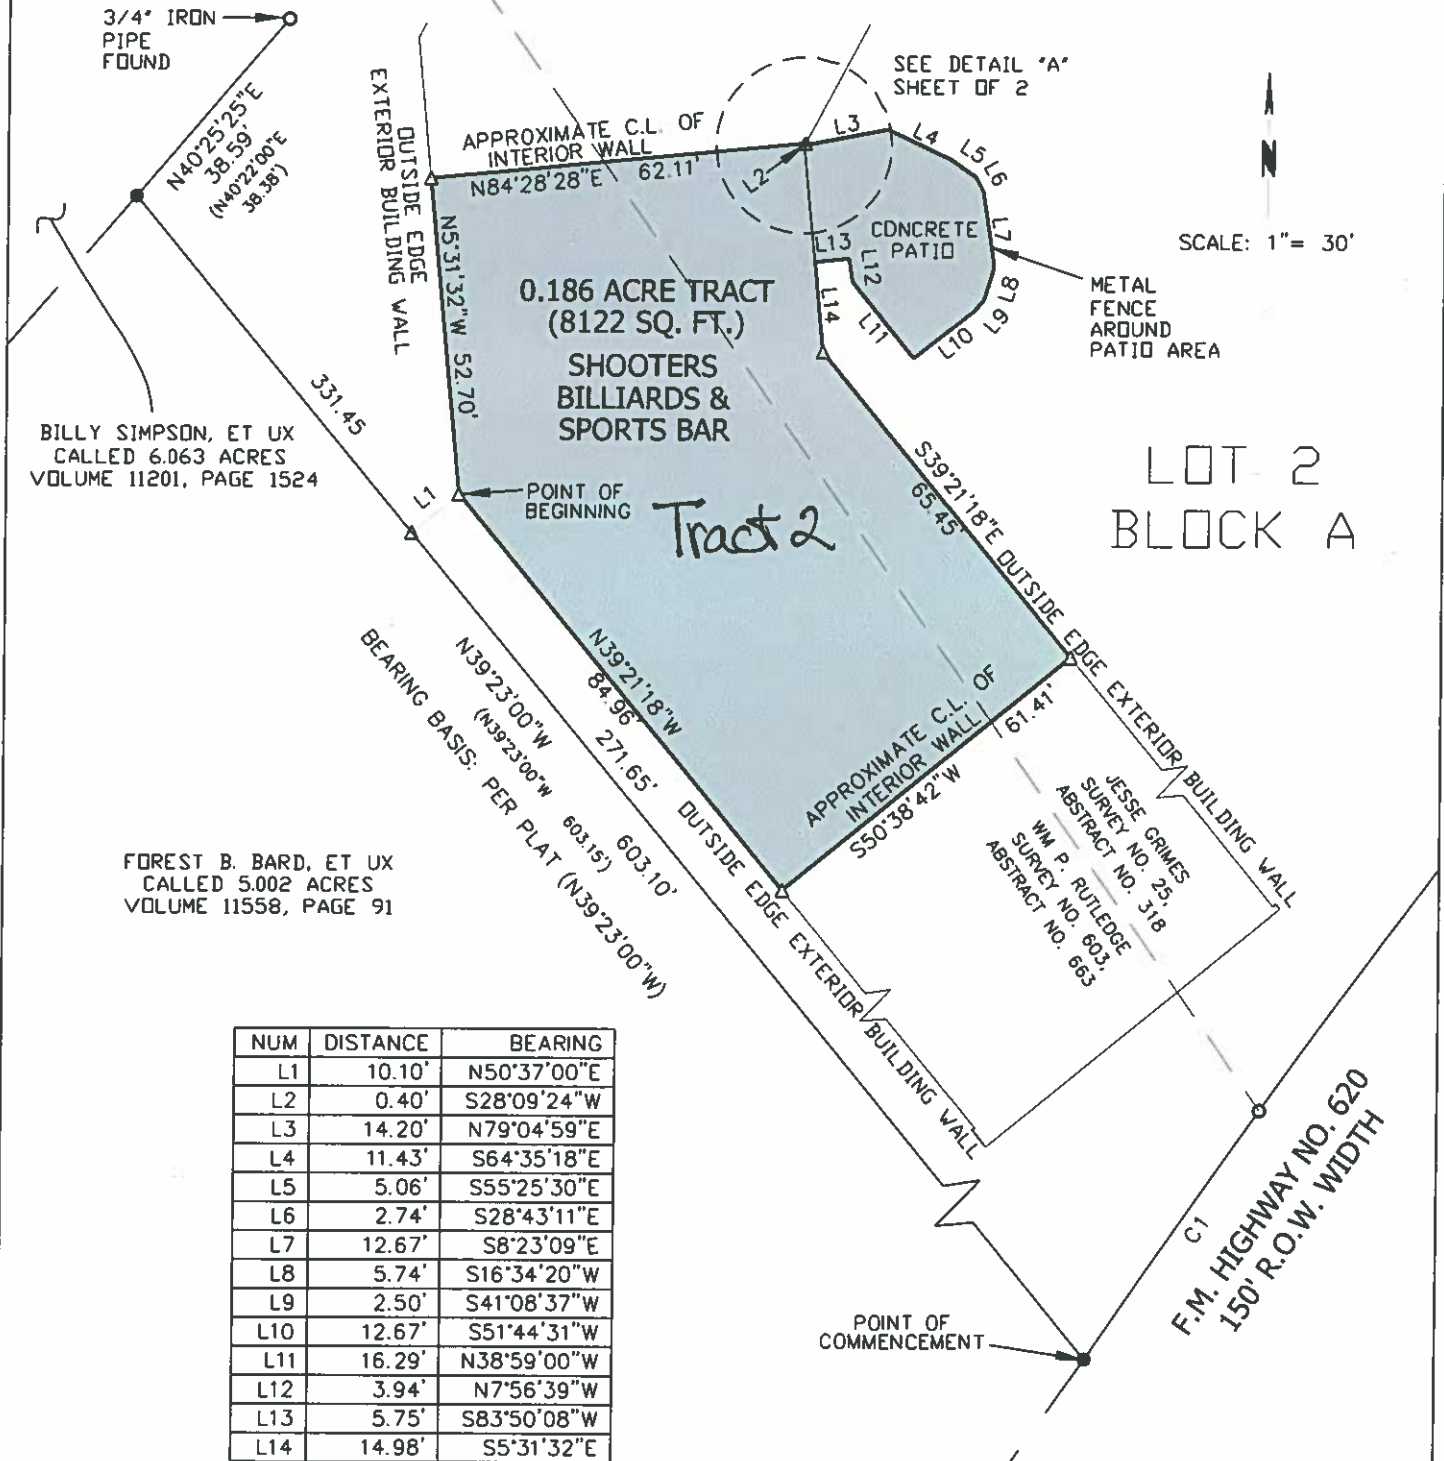 3/4" IRON
PIPE
FOUND
N40°25'25"E
38.59'
(N40°22'00"E
38.38')
OUTSIDE EDGE
EXTERIOR BUILDING WALL
APPROXIMATE C.L. OF
INTERIOR WALL
N84°28'28"E 62.11'
L2
L3
SEE DETAIL "A"
SHEET OF 2
L4
L5
L6
L7
L8
L9
L10
L11
L12
L13
L14
CONCRETE
PATIO
N
SCALE: 1"= 30'
METAL
FENCE
AROUND
PATIO AREA
N5°31'32"W 52.70'
0.186 ACRE TRACT
(8122 SQ. FT.)
SHOOTERS
BILLIARDS &
SPORTS BAR
331.45
BILLY SIMPSON, ET UX
CALLED 6.063 ACRES
VOLUME 11201, PAGE 1524
L1
POINT OF
BEGINNING
Tract 2
S39°21'18"E
65.45'
OUTSIDE EDGE EXTERIOR BUILDING WALL
LOT 2
BLOCK A
N39°21'18"W
84.96'
N39°23'00"W
271.65'
603.10'
(N39°23'00"W 603.15')
BEARING BASIS: PER PLAT (N39°23'00"W)
OUTSIDE EDGE EXTERIOR BUILDING WALL
APPROXIMATE C.L. OF
INTERIOR WALL
61.41'
S50°38'42"W
JESSE GRIMES
SURVEY NO. 25,
ABSTRACT NO. 318
WM P. RUTLEDGE
SURVEY NO. 603,
ABSTRACT NO. 663
FOREST B. BARD, ET UX
CALLED 5.002 ACRES
VOLUME 11558, PAGE 91
NUM DISTANCE BEARING
L1 10.10' N50°37'00"E
L2 0.40' S28°09'24"W
L3 14.20' N79°04'59"E
L4 11.43' S64°35'18"E
L5 5.06' S55°25'30"E
L6 2.74' S28°43'11"E
L7 12.67' S8°23'09"E
L8 5.74' S16°34'20"W
L9 2.50' S41°08'37"W
L10 12.67' S51°44'31"W
L11 16.29' N38°59'00"W
L12 3.94' N7°56'39"W
L13 5.75' S83°50'08"W
L14 14.98' S5°31'32"E
POINT OF
COMMENCEMENT
C1
F.M. HIGHWAY NO. 620
150' R.O.W. WIDTH